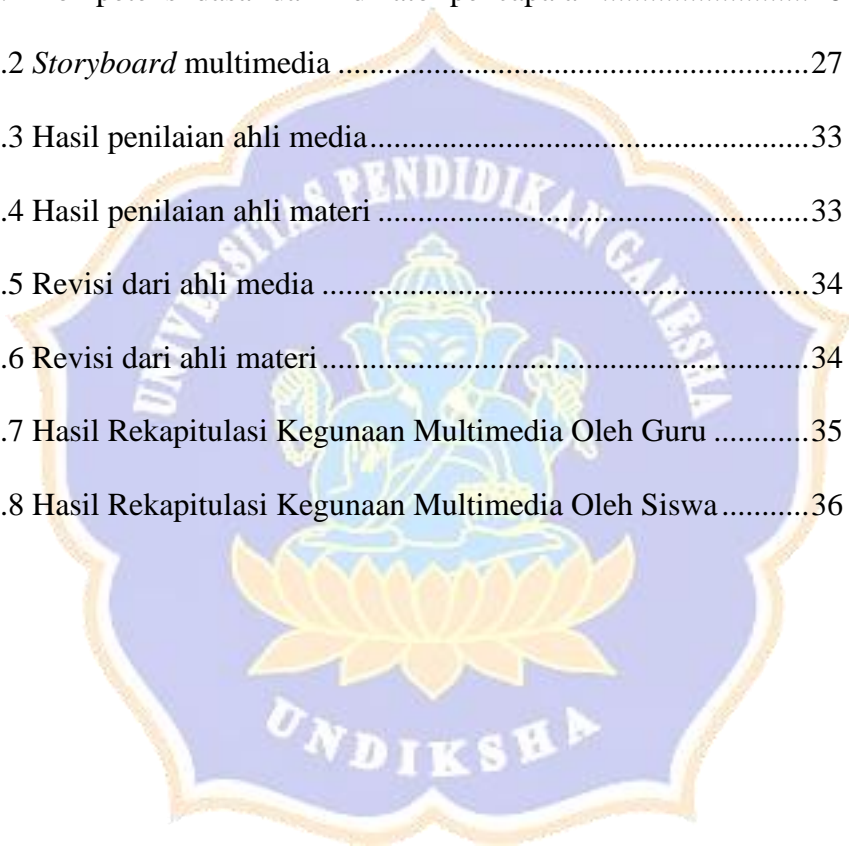 .2 Storyboard multimedia ............................................................27
.3 Hasil penilaian ahli media........................................................33
.4 Hasil penilaian ahli materi .......................................................33
.5 Revisi dari ahli media ..............................................................34
.6 Revisi dari ahli materi ..............................................................34
.7 Hasil Rekapitulasi Kegunaan Multimedia Oleh Guru ............35
.8 Hasil Rekapitulasi Kegunaan Multimedia Oleh Siswa...........36
UNIVERSITAS PENDIDIKAN GANESHA
UNDIKSHA